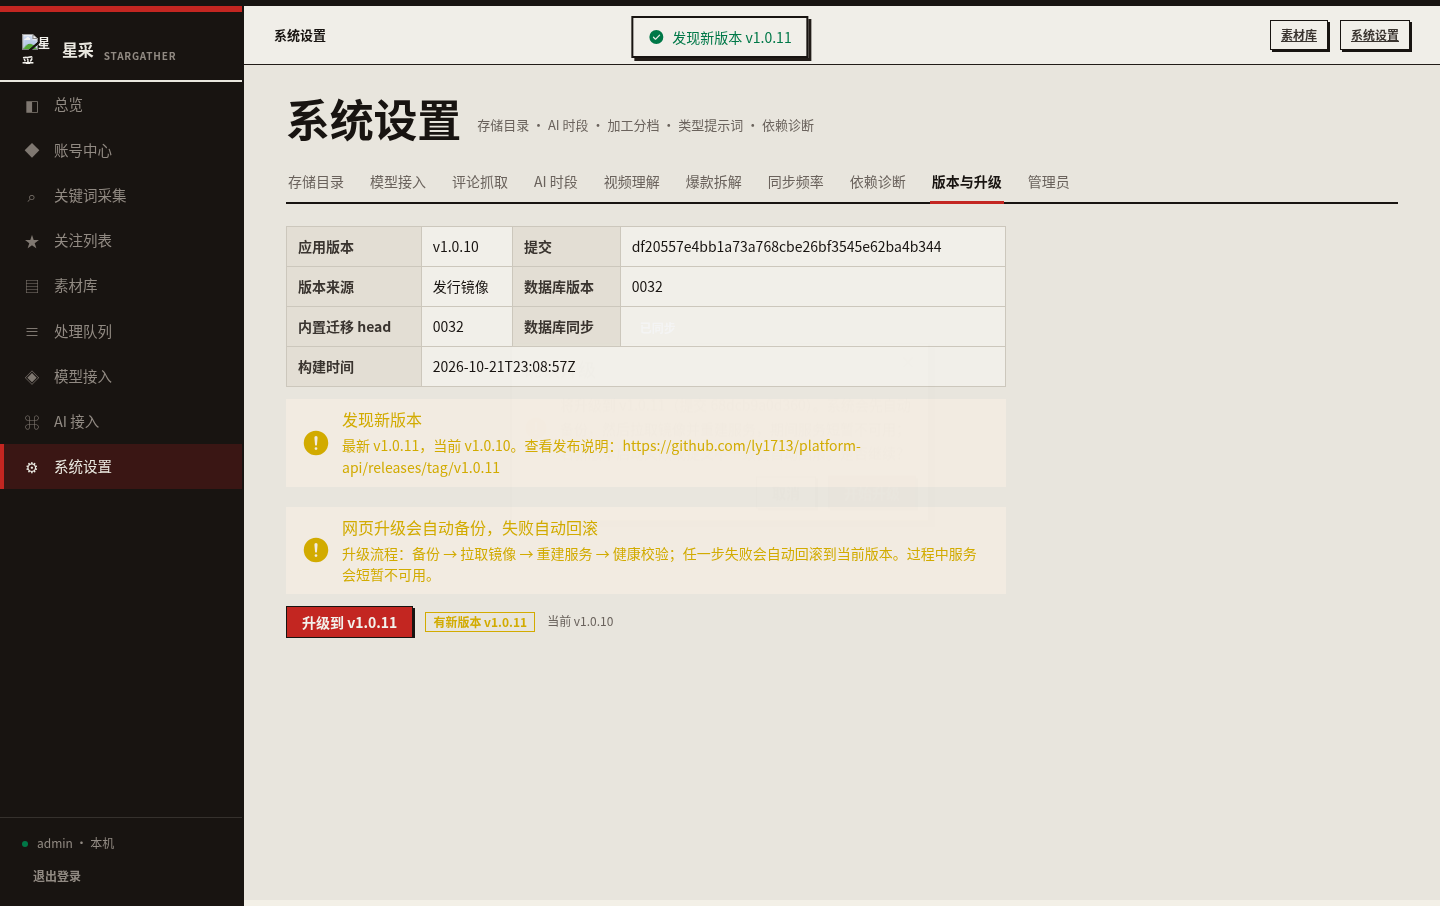 星采
星采 STARGATHER
总览
账号中心
关键词采集
关注列表
素材库
处理队列
模型接入
AI 接入
系统设置
admin · 本机
退出登录
系统设置
发现新版本 v1.0.11
素材库
系统设置
系统设置 存储目录 · AI 时段 · 加工分档 · 类型提示词 · 依赖诊断
存储目录 模型接入 评论抓取 AI 时段 视频理解 爆款拆解 同步频率 依赖诊断 版本与升级 管理员
应用版本 v1.0.10 提交 df20557e4bb1a73a768cbe26bf3545e62ba4b344
版本来源 发行镜像 数据库版本 0032
内置迁移 head 0032 数据库同步
构建时间 2026-10-21T23:08:57Z
发现新版本
最新 v1.0.11，当前 v1.0.10。查看发布说明：https://github.com/ly1713/platform-
api/releases/tag/v1.0.11
网页升级会自动备份，失败自动回滚
升级流程：备份 → 拉取镜像 → 重建服务 → 健康校验；任一步失败会自动回滚到当前版本。过程中服务
会短暂不可用。
升级到 v1.0.11 有新版本 v1.0.11 当前 v1.0.10